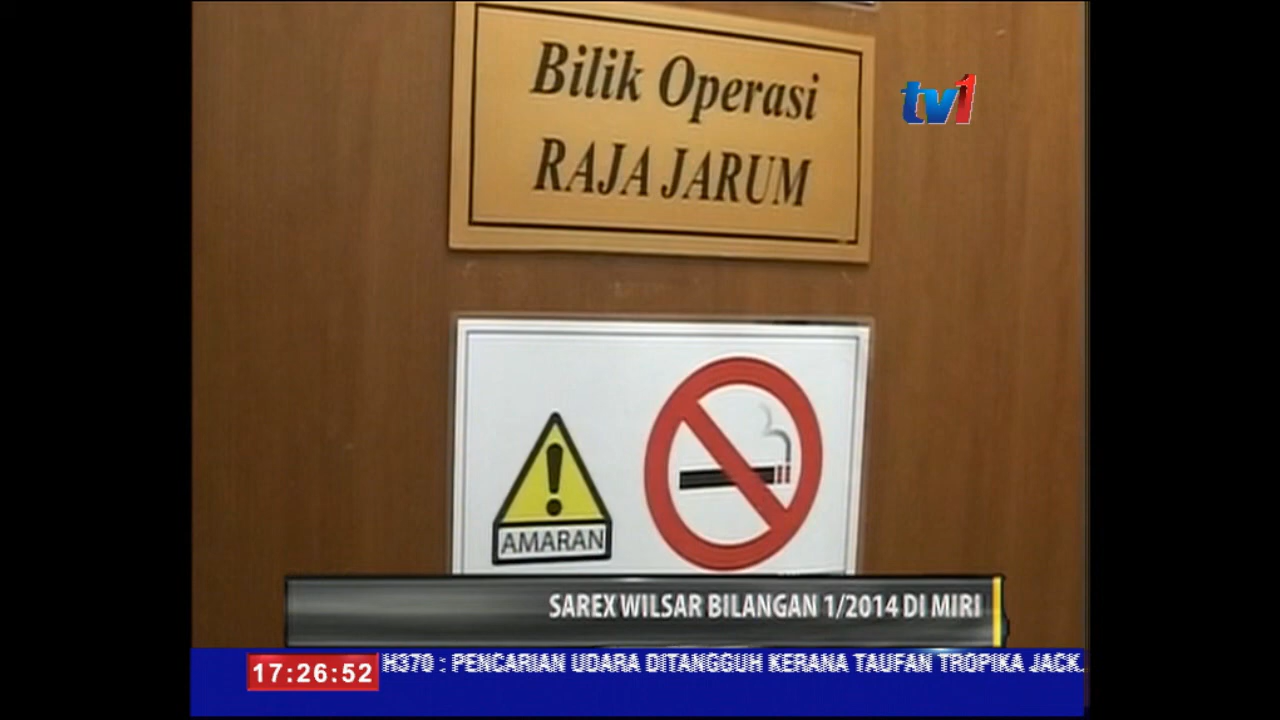 Bilik Operasi
RAJA JARUM
tv1
AMARAN
SAREX WILSAR BILANGAN 1/2014 DI MIRI
17:26:52
H370 : PENCARIAN UDARA DITANGGUH KERANA TAUFAN TROPIKA JACK.